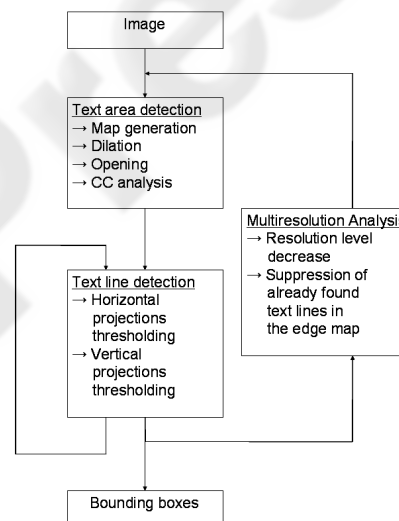 Image
Text area detection
→ Map generation
→ Dilation
→ Opening
→ CC analysis
Multiresolution Analysis
→ Resolution level
decrease
→ Suppression of
already found
text lines in
the edge map
Text line detection
→ Horizontal
projections
thresholding
→ Vertical
projections
thresholding
Bounding boxes